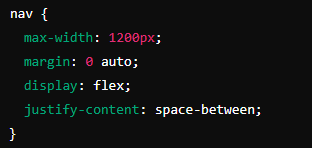 nav {
  max-width: 1200px;
  margin: 0 auto;
  display: flex;
  justify-content: space-between;
}